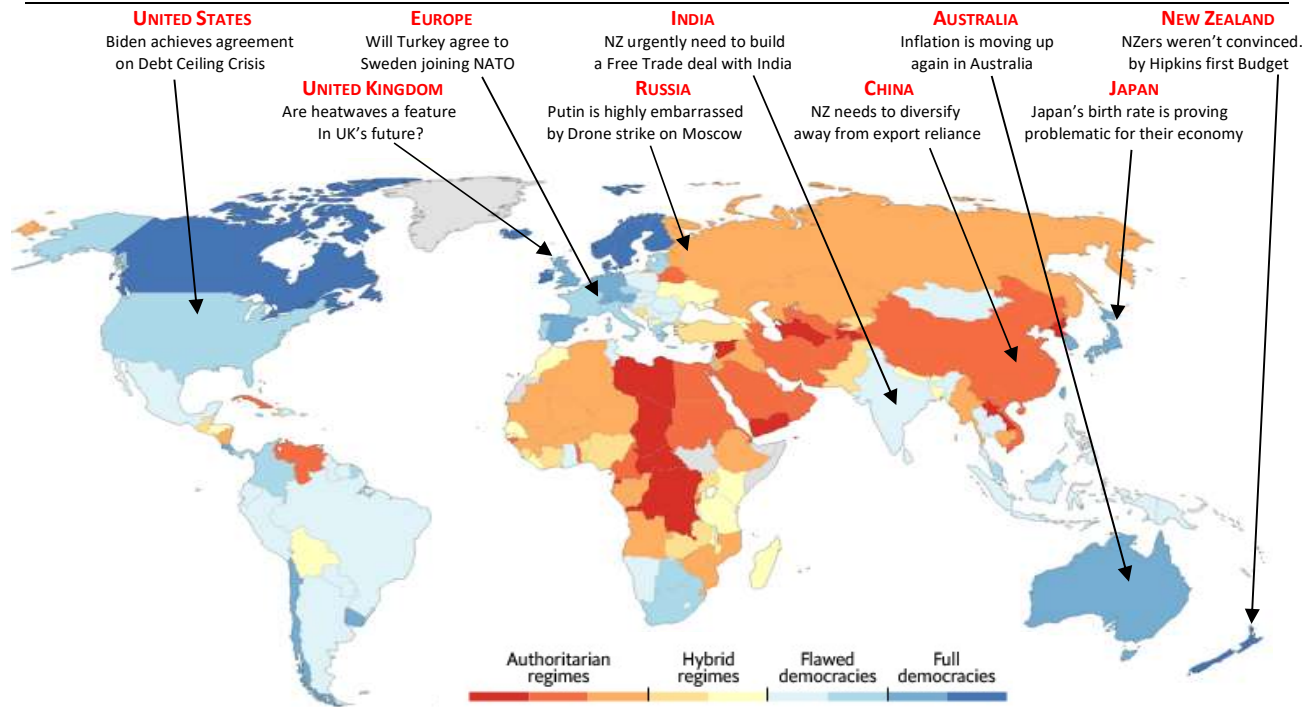 UNITED STATES
Biden achieves agreement
on Debt Ceiling Crisis
EUROPE
Will Turkey agree to
Sweden joining NATO
INDIA
NZ urgently need to build
a Free Trade deal with India
AUSTRALIA
Inflation is moving up
again in Australia
NEW ZEALAND
NZers weren't convinced.
by Hipkins first Budget
UNITED KINGDOM
Are heatwaves a feature
In UK's future?
RUSSIA
Putin is highly embarrassed
by Drone strike on Moscow
CHINA
NZ needs to diversify
away from export reliance
JAPAN
Japan's birth rate is proving
problematic for their economy
Authoritarian
regimes
Hybrid
regimes
Flawed
democracies
Full
democracies